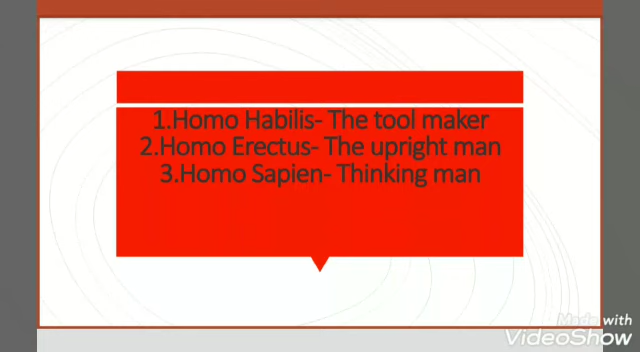 1.Homo Habilis- The tool maker
2.Homo Erectus- The upright man
3.Homo Sapien- Thinking man
Made with
VideoShow